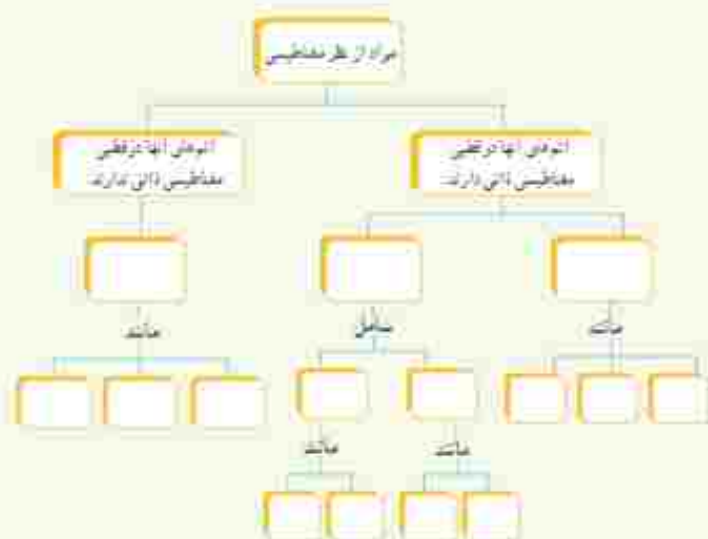 مواد از نظر مغناطیسی
اتم‌های آنها دوقطبی
مغناطیسی ذاتی دارند.
اتم‌های آنها دوقطبی
مغناطیسی ذاتی ندارند.
مانند
شامل
مانند
مانند
مانند